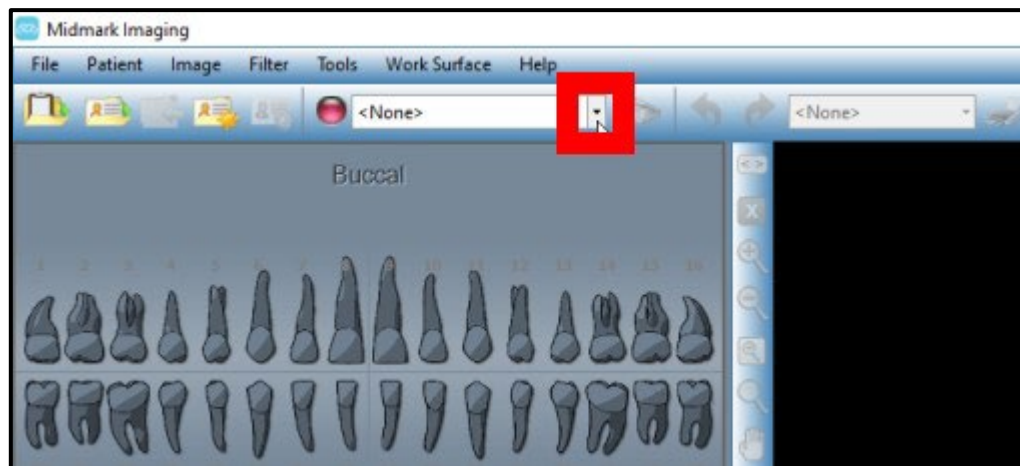 Midmark Imaging
File Patient Image Filter Tools Work Surface Help
<None> <None>
Buccal
1 2 3 4 5 6 7 8 9 10 11 12 13 14 15 16